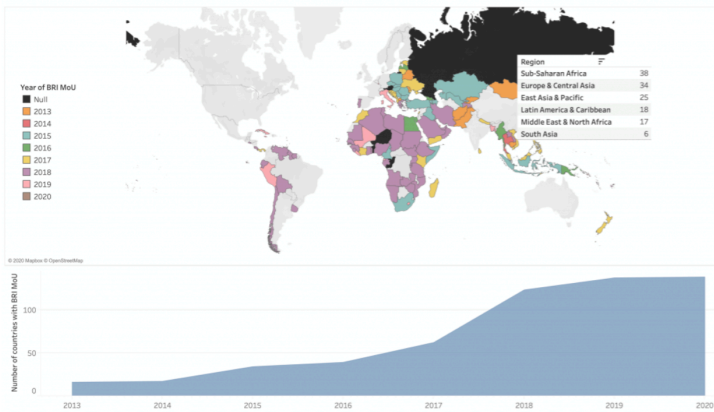 Region
Sub-Saharan Africa 38
Europe & Central Asia 34
East Asia & Pacific 25
Latin America & Caribbean 18
Middle East & North Africa 17
South Asia 6
Year of BRI MoU
Null
2013
2014
2015
2016
2017
2018
2019
2020
© 2020 Mapbox © OpenStreetMap
Number of countries with BRI MoU
100
50
0
2013 2014 2015 2016 2017 2018 2019 2020